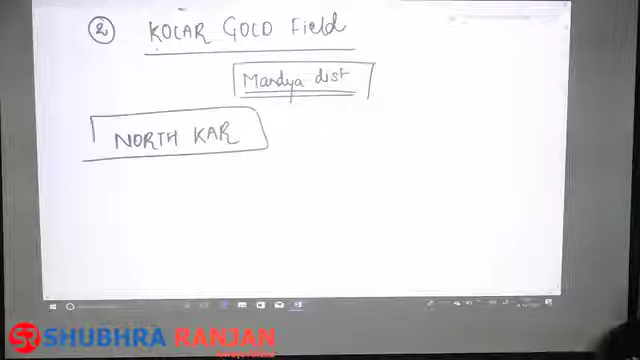 2 KOLAR GOLD Field
Mandya dist
NORTH KAR
SHUBHRA RANJAN